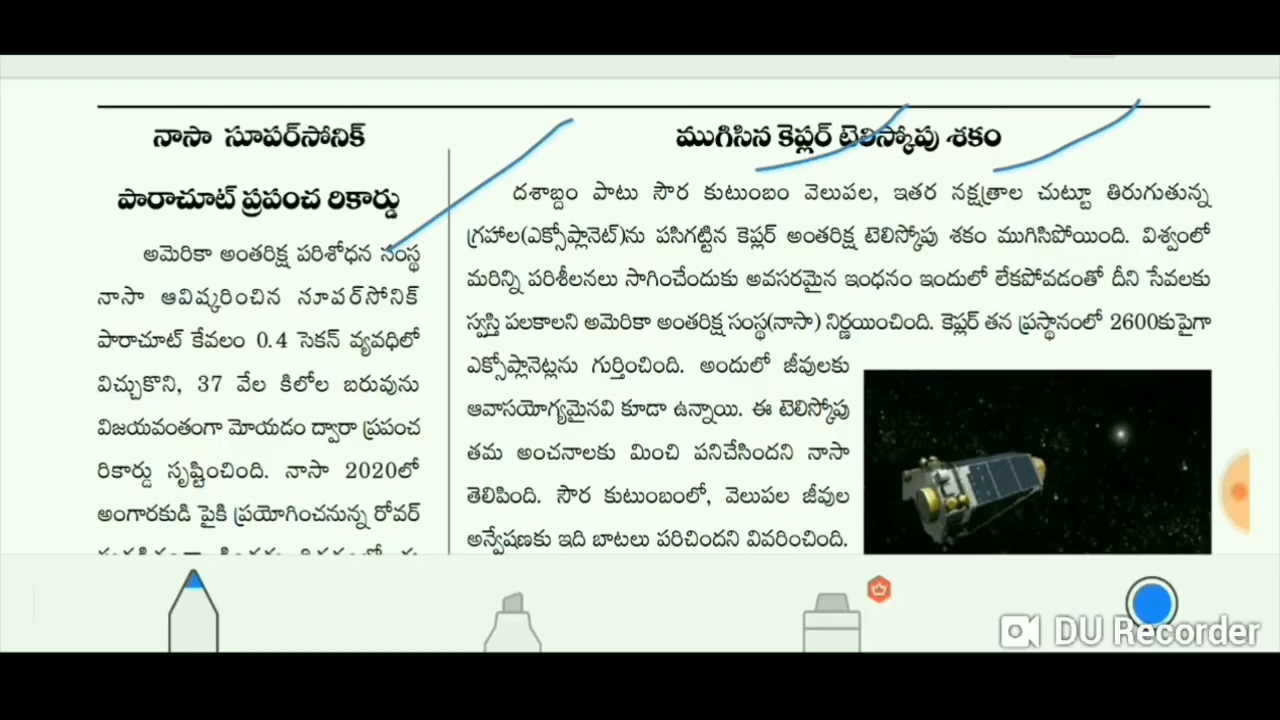 నాసా సూపర్‌సోనిక్
పారాచూట్ ప్రపంచ రికార్డు
అమెరికా అంతరిక్ష పరిశోధన సంస్థ
నాసా ఆవిష్కరించిన సూపర్‌సోనిక్
పారాచూట్ కేవలం 0.4 సెకన్ వ్యవధిలో
విచ్చుకొని, 37 వేల కిలోల బరువును
విజయవంతంగా మోయడం ద్వారా ప్రపంచ
రికార్డు సృష్టించింది. నాసా 2020లో
అంగారకుడి పైకి ప్రయోగించనున్న రోవర్
ముగిసిన కెప్లర్ టెలిస్కోపు శకం
దశాబ్దం పాటు సౌర కుటుంబం వెలుపల, ఇతర నక్షత్రాల చుట్టూ తిరుగుతున్న
గ్రహాల(ఎక్సోప్లానెట్)ను పసిగట్టిన కెప్లర్ అంతరిక్ష టెలిస్కోపు శకం ముగిసిపోయింది. విశ్వంలో
మరిన్ని పరిశీలనలు సాగించేందుకు అవసరమైన ఇంధనం ఇందులో లేకపోవడంతో దీని సేవలకు
స్వస్తి పలకాలని అమెరికా అంతరిక్ష సంస్థ(నాసా) నిర్ణయించింది. కెప్లర్ తన ప్రస్థానంలో 2600కుపైగా
ఎక్సోప్లానెట్లను గుర్తించింది. అందులో జీవులకు
ఆవాసయోగ్యమైనవి కూడా ఉన్నాయి. ఈ టెలిస్కోపు
తమ అంచనాలకు మించి పనిచేసిందని నాసా
తెలిపింది. సౌర కుటుంబంలో, వెలుపల జీవుల
అన్వేషణకు ఇది బాటలు పరిచిందని వివరించింది.
DU Recorder